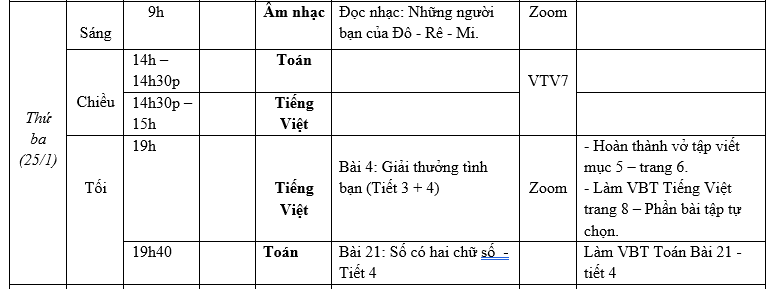 Thứ
ba
(25/1)
Sáng
9h
Âm nhạc
Đọc nhạc: Những người
bạn của Đô - Rê - Mi.
Zoom
Chiều
14h –
14h30p
Toán
VTV7
14h30p –
15h
Tiếng
Việt
Tối
19h
Tiếng
Việt
Bài 4: Giải thưởng tình
bạn (Tiết 3 + 4)
Zoom
- Hoàn thành vở tập viết
mục 5 – trang 6.
- Làm VBT Tiếng Việt
trang 8 – Phần bài tập tự
chọn.
19h40
Toán
Bài 21: Số có hai chữ số -
Tiết 4
Làm VBT Toán Bài 21 -
tiết 4